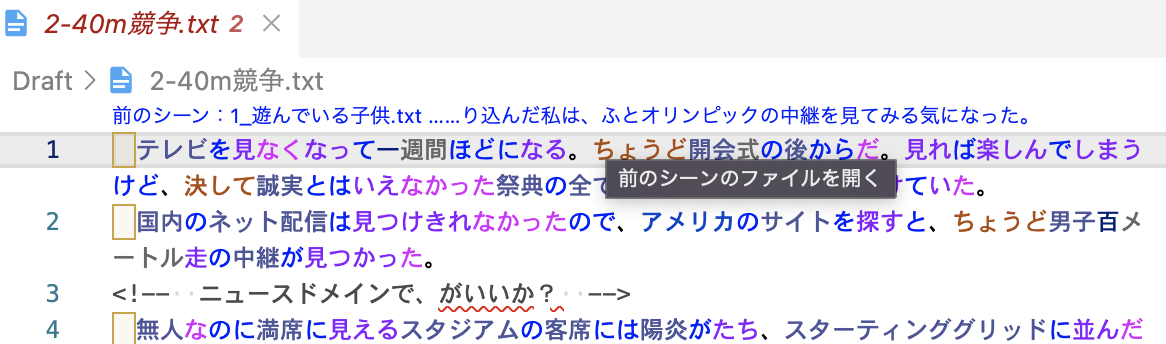 2-40m競争.txt 2
Draft > 2-40m競争.txt
前のシーン：1_遊んでいる子供.txt ……り込んだ私は、ふとオリンピックの中継を見てみる気になった。
1 テレビを見なくなって一週間ほどになる。ちょうど開会式の後からだ。見れば楽しんでしまう
けど、決して誠実とはいえなかった祭典の全て
けていた。
前のシーンのファイルを開く
2 国内のネット配信は見つけきれなかったので、アメリカのサイトを探すと、ちょうど男子百メ
ートル走の中継が見つかった。
3 <!-- ニュースドメインで、がいいか？ -->
4 無人なのに満席に見えるスタジアムの客席には陽炎がたち、スターティンググリッドに並んだ